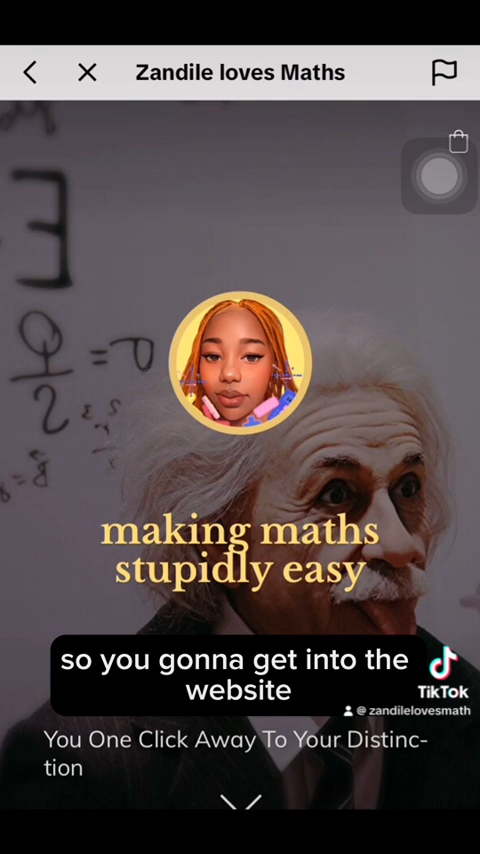 Zandile loves Maths
making maths
stupidly easy
so you gonna get into the
website
TikTok
@ zandilelovesmath
You One Click Away To Your Distinc-
tion